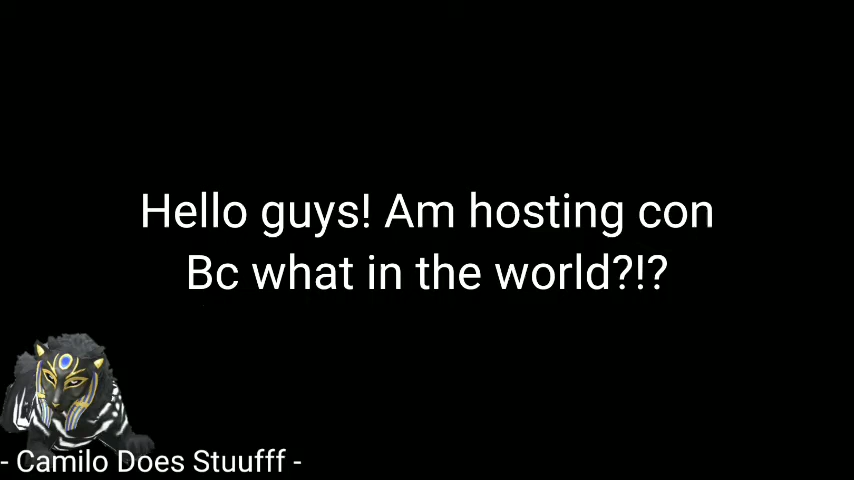 Hello guys! Am hosting con
Bc what in the world?!?
- Camilo Does Stuufff -